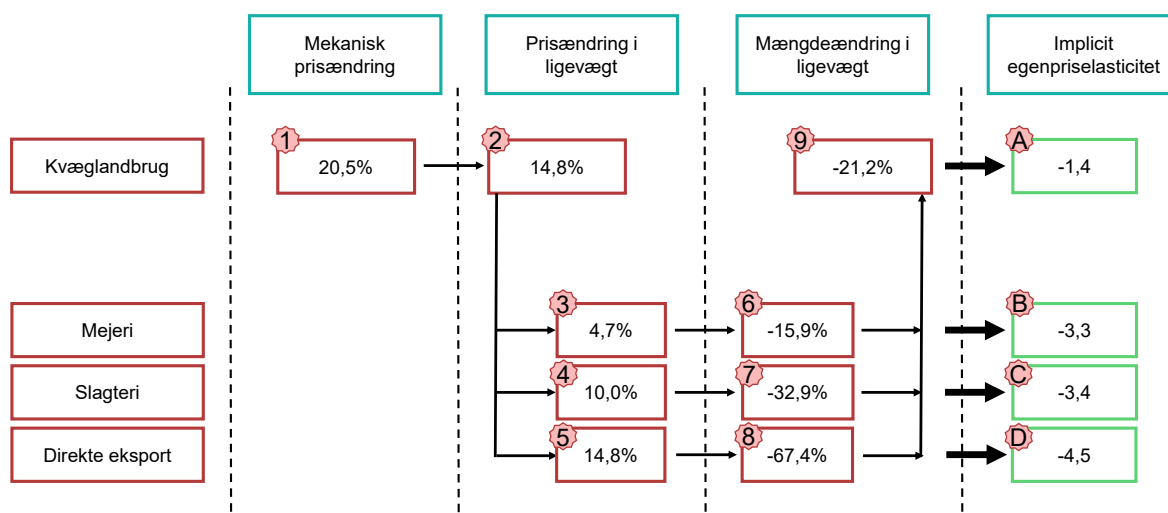 Mekanisk
prisændring
Prisændring i
ligevægt
Mængdeændring i
ligevægt
Implicit
egenpriselasticitet
Kvæglandbrug
1
20,5%
2
14,8%
9
-21,2%
A
-1,4
Mejeri
3
4,7%
6
-15,9%
B
-3,3
Slagteri
4
10,0%
7
-32,9%
C
-3,4
Direkte eksport
5
14,8%
8
-67,4%
D
-4,5